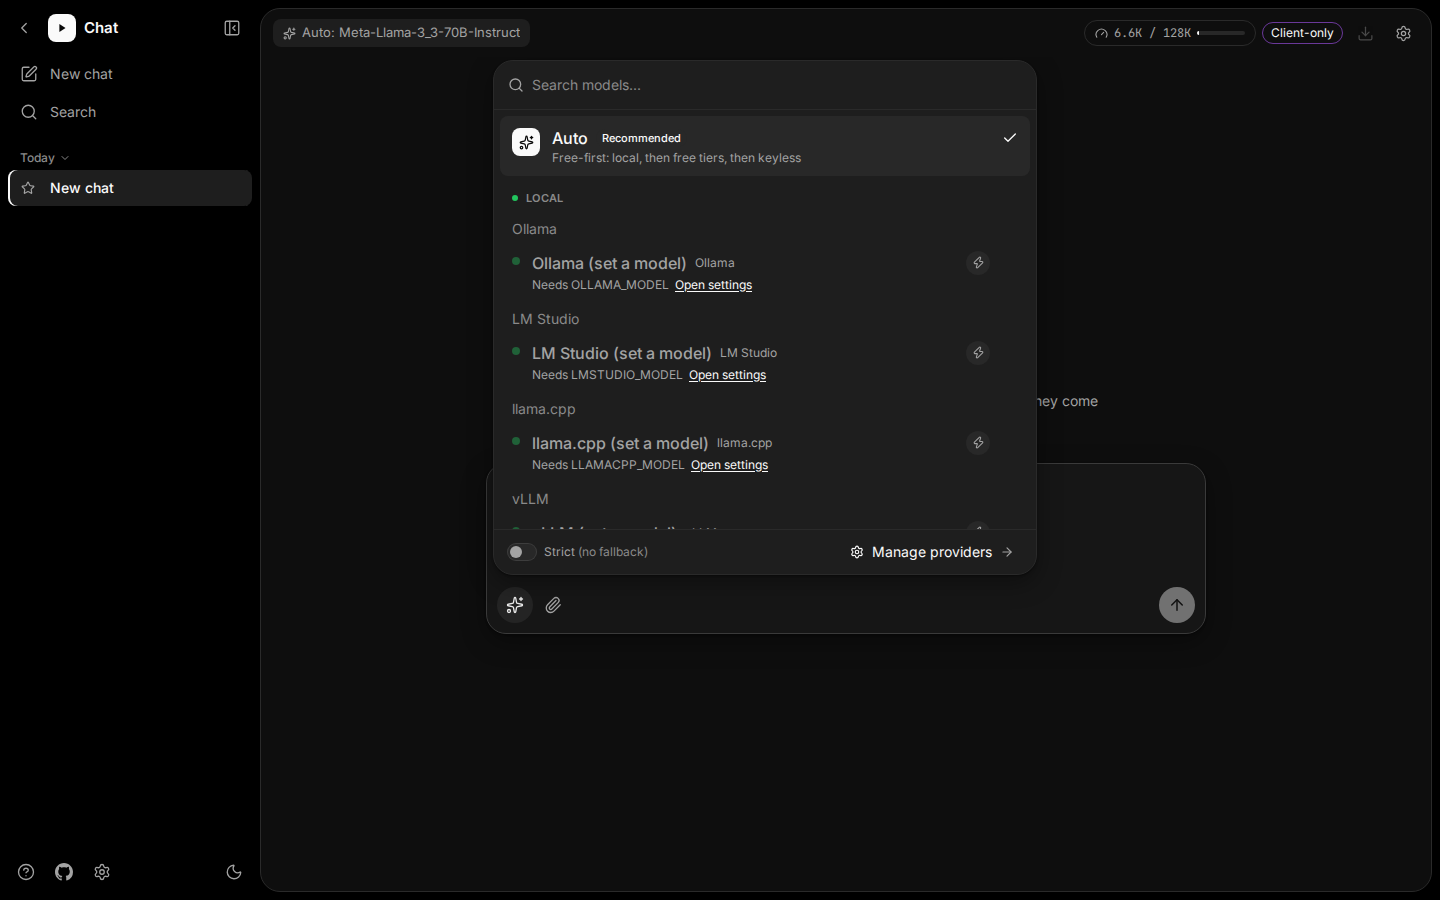 Chat
New chat
Search
Today
New chat
Auto: Meta-Llama-3_3-70B-Instruct
6.6K / 128K
Client-only
Search models...
Auto Recommended
Free-first: local, then free tiers, then keyless
LOCAL
Ollama
Ollama (set a model) Ollama
Needs OLLAMA_MODEL Open settings
LM Studio
LM Studio (set a model) LM Studio
Needs LMSTUDIO_MODEL Open settings
llama.cpp
llama.cpp (set a model) llama.cpp
Needs LLAMACPP_MODEL Open settings
vLLM
come
Strict (no fallback)
Manage providers